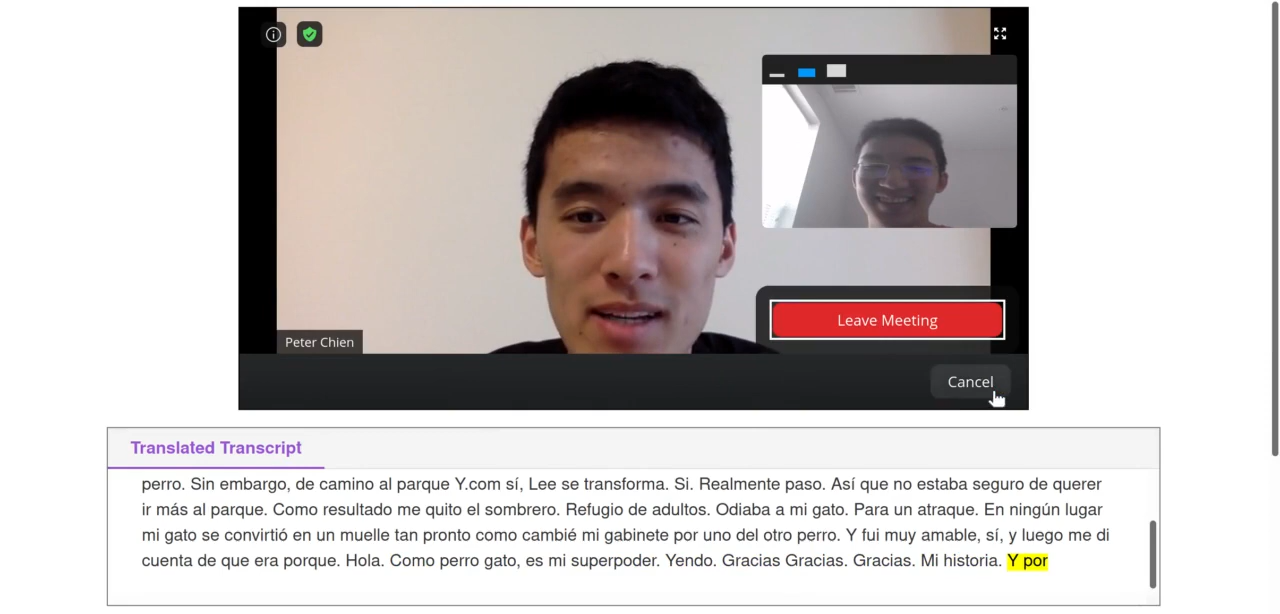 Leave Meeting
Peter Chien
Cancel
Translated Transcript
perro. Sin embargo, de camino al parque Y.com sí, Lee se transforma. Si. Realmente paso. Así que no estaba seguro de querer
ir más al parque. Como resultado me quito el sombrero. Refugio de adultos. Odiaba a mi gato. Para un atraque. En ningún lugar
mi gato se convirtió en un muelle tan pronto como cambié mi gabinete por uno del otro perro. Y fui muy amable, sí, y luego me di
cuenta de que era porque. Hola. Como perro gato, es mi superpoder. Yendo. Gracias Gracias. Gracias. Mi historia. Y por